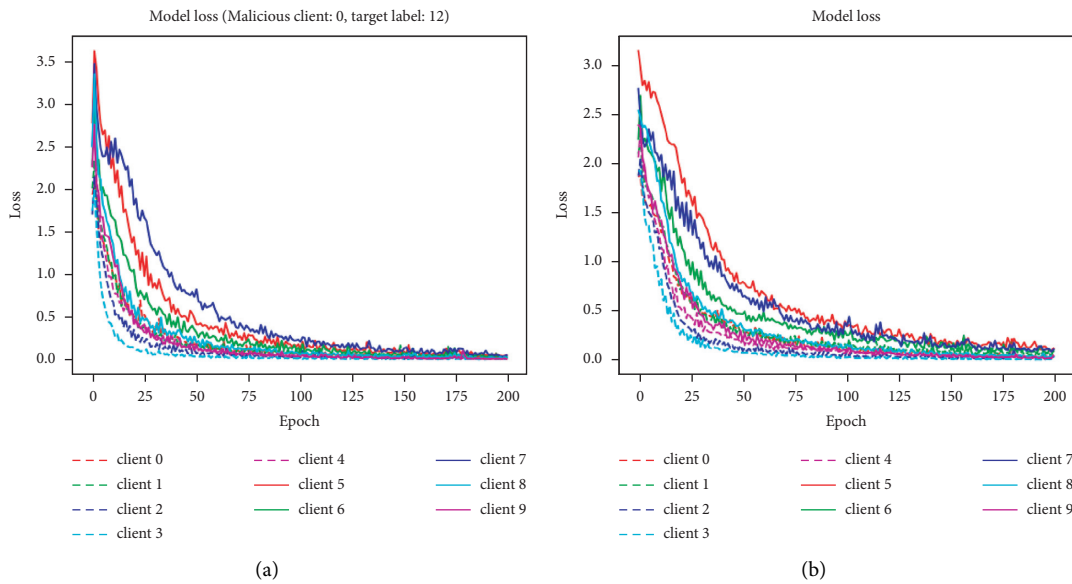 Model loss (Malicious client: 0, target label: 12)
3.5
3.0
2.5
2.0
1.5
1.0
0.5
0.0
Loss
0 25 50 75 100 125 150 175 200
Epoch
client 0 client 4 client 7
client 1 client 5 client 8
client 2 client 6 client 9
client 3
(a)
Model loss
3.0
2.5
2.0
1.5
1.0
0.5
0.0
Loss
0 25 50 75 100 125 150 175 200
Epoch
client 0 client 4 client 7
client 1 client 5 client 8
client 2 client 6 client 9
client 3
(b)